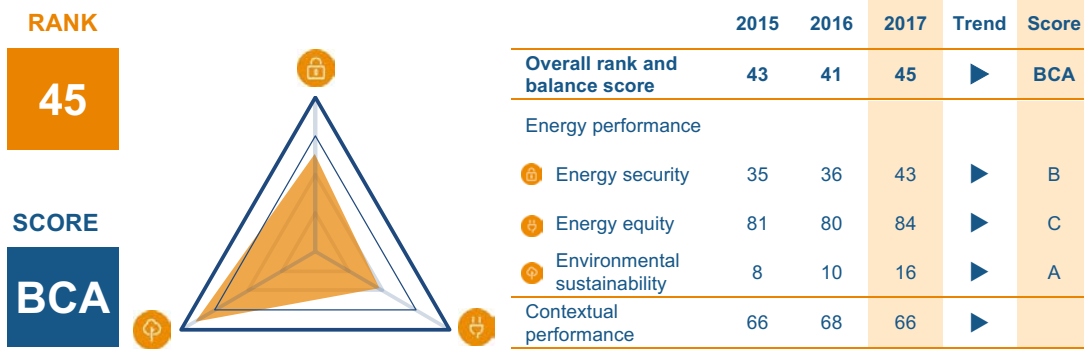 RANK
45
SCORE
BCA
2015 2016 2017 Trend Score
Overall rank and
balance score 43 41 45 ▶ BCA
Energy performance
Energy security 35 36 43 ▶ B
Energy equity 81 80 84 ▶ C
Environmental
sustainability 8 10 16 ▶ A
Contextual
performance 66 68 66 ▶